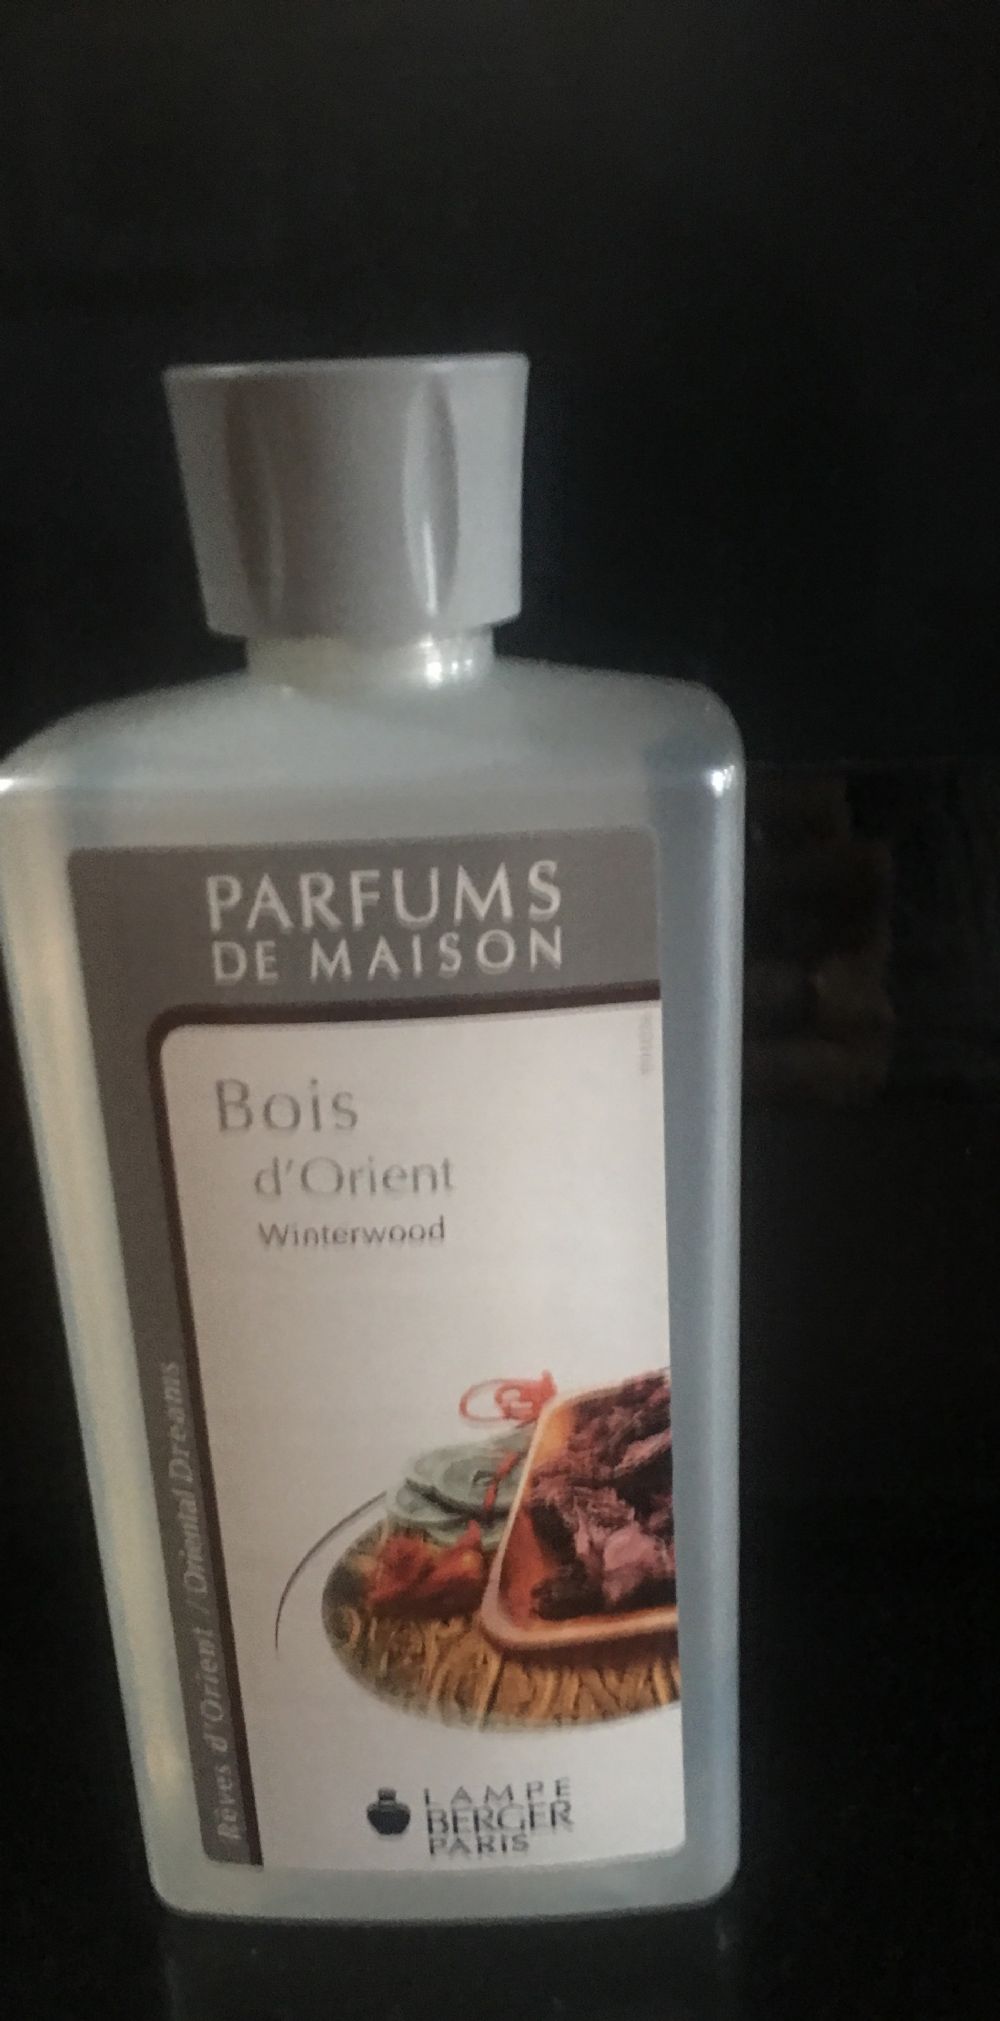 PARFUMS
DE MAISON
Bois
d'Orient
Winterwood
Rêves d'Orient / Oriental Dreams
LAMPE
BERGER
PARIS